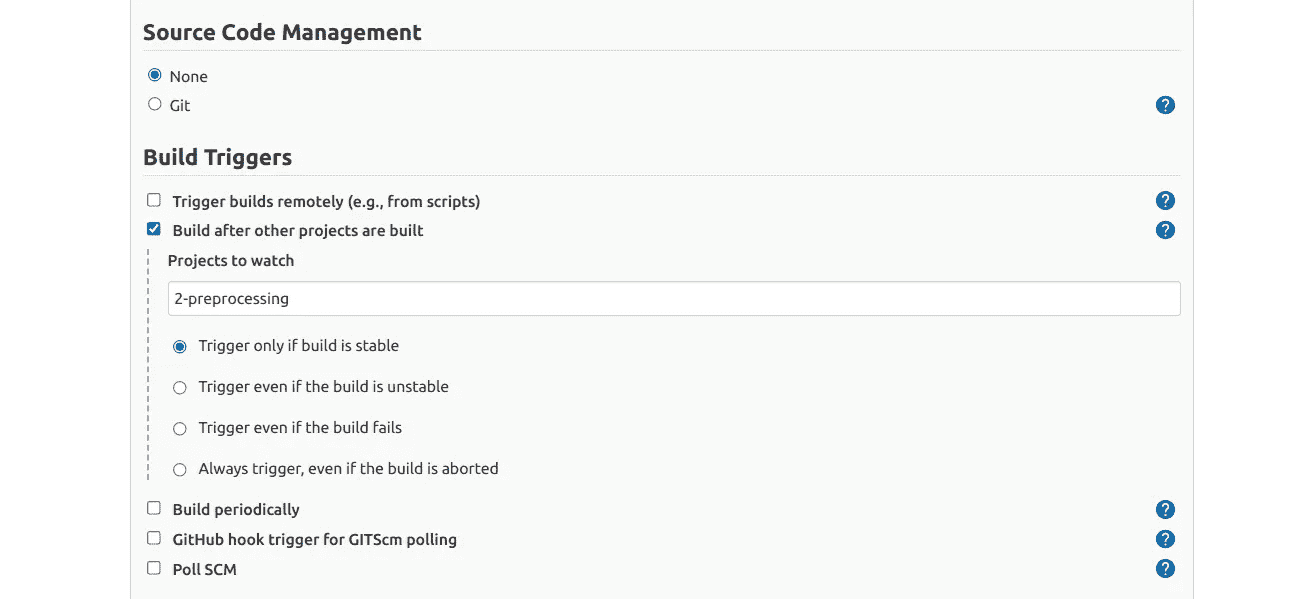 Source Code Management
None
Git
?
Build Triggers
Trigger builds remotely (e.g., from scripts)
?
Build after other projects are built
?
Projects to watch
2-preprocessing
Trigger only if build is stable
Trigger even if the build is unstable
Trigger even if the build fails
Always trigger, even if the build is aborted
Build periodically
?
GitHub hook trigger for GITScm polling
?
Poll SCM
?